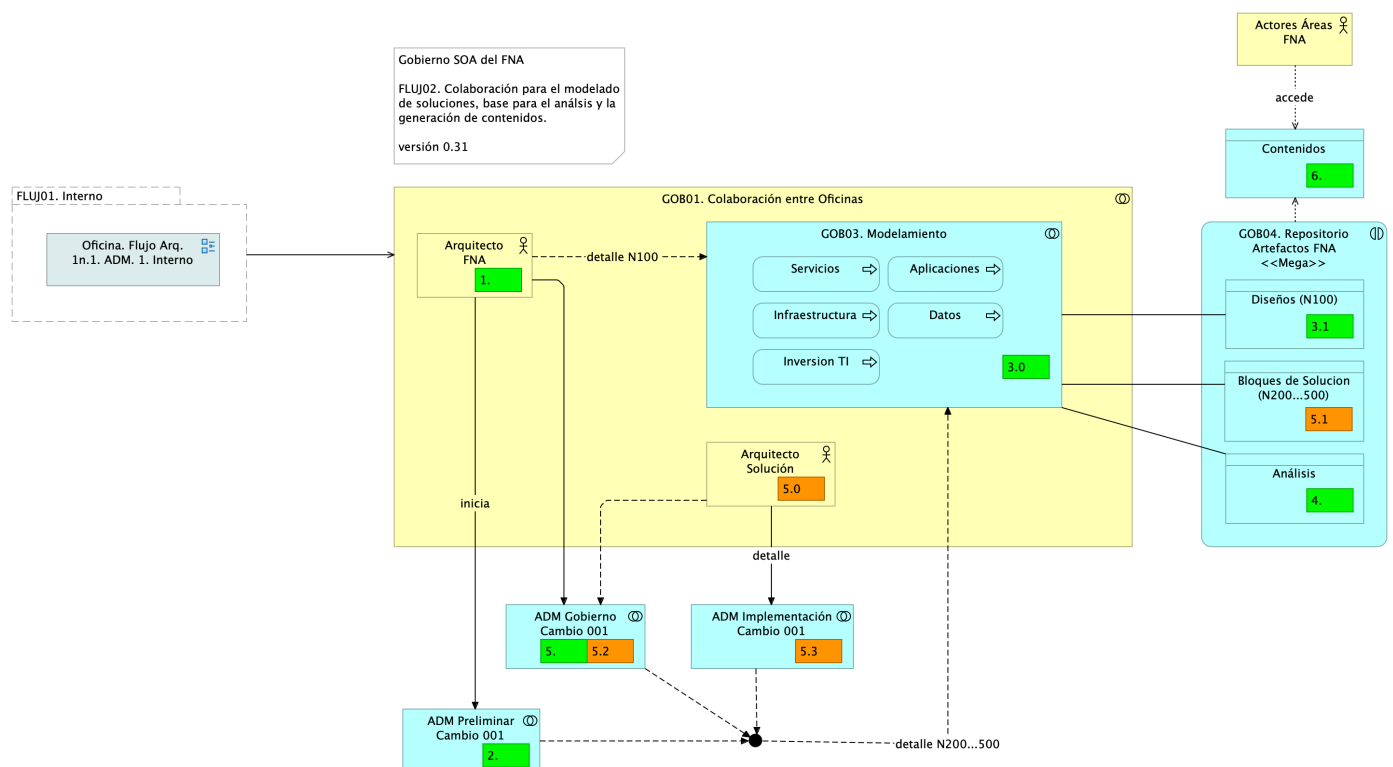 Actores Áreas
FNA
Gobierno SOA del FNA
FLUJ02. Colaboración para el modelado
de soluciones, base para el análsis y la
generación de contenidos.
versión 0.31
accede
Contenidos
6.
FLUJ01. Interno
Oficina. Flujo Arq.
1n.1. ADM. 1. Interno
GOB01. Colaboración entre Oficinas
Arquitecto
FNA
1.
detalle N100
GOB03. Modelamiento
Servicios
Aplicaciones
Infraestructura
Datos
Inversion TI
3.0
GOB04. Repositorio
Artefactos FNA
<<Mega>>
Diseños (N100)
3.1
Bloques de Solucion
(N200...500)
5.1
Análisis
4.
Arquitecto
Solución
5.0
inicia
detalle
ADM Gobierno
Cambio 001
5.
5.2
ADM Implementación
Cambio 001
5.3
ADM Preliminar
Cambio 001
2.
detalle N200...500